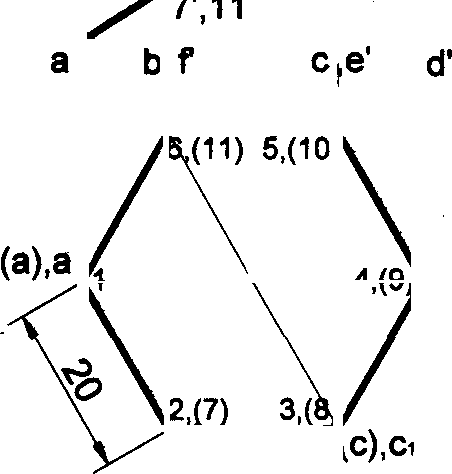 7',11
a b f' c,e' d'
6,(11) 5,(10
(a),a 1 4,(9)
20
2,(7) 3,(8
(c),c₁